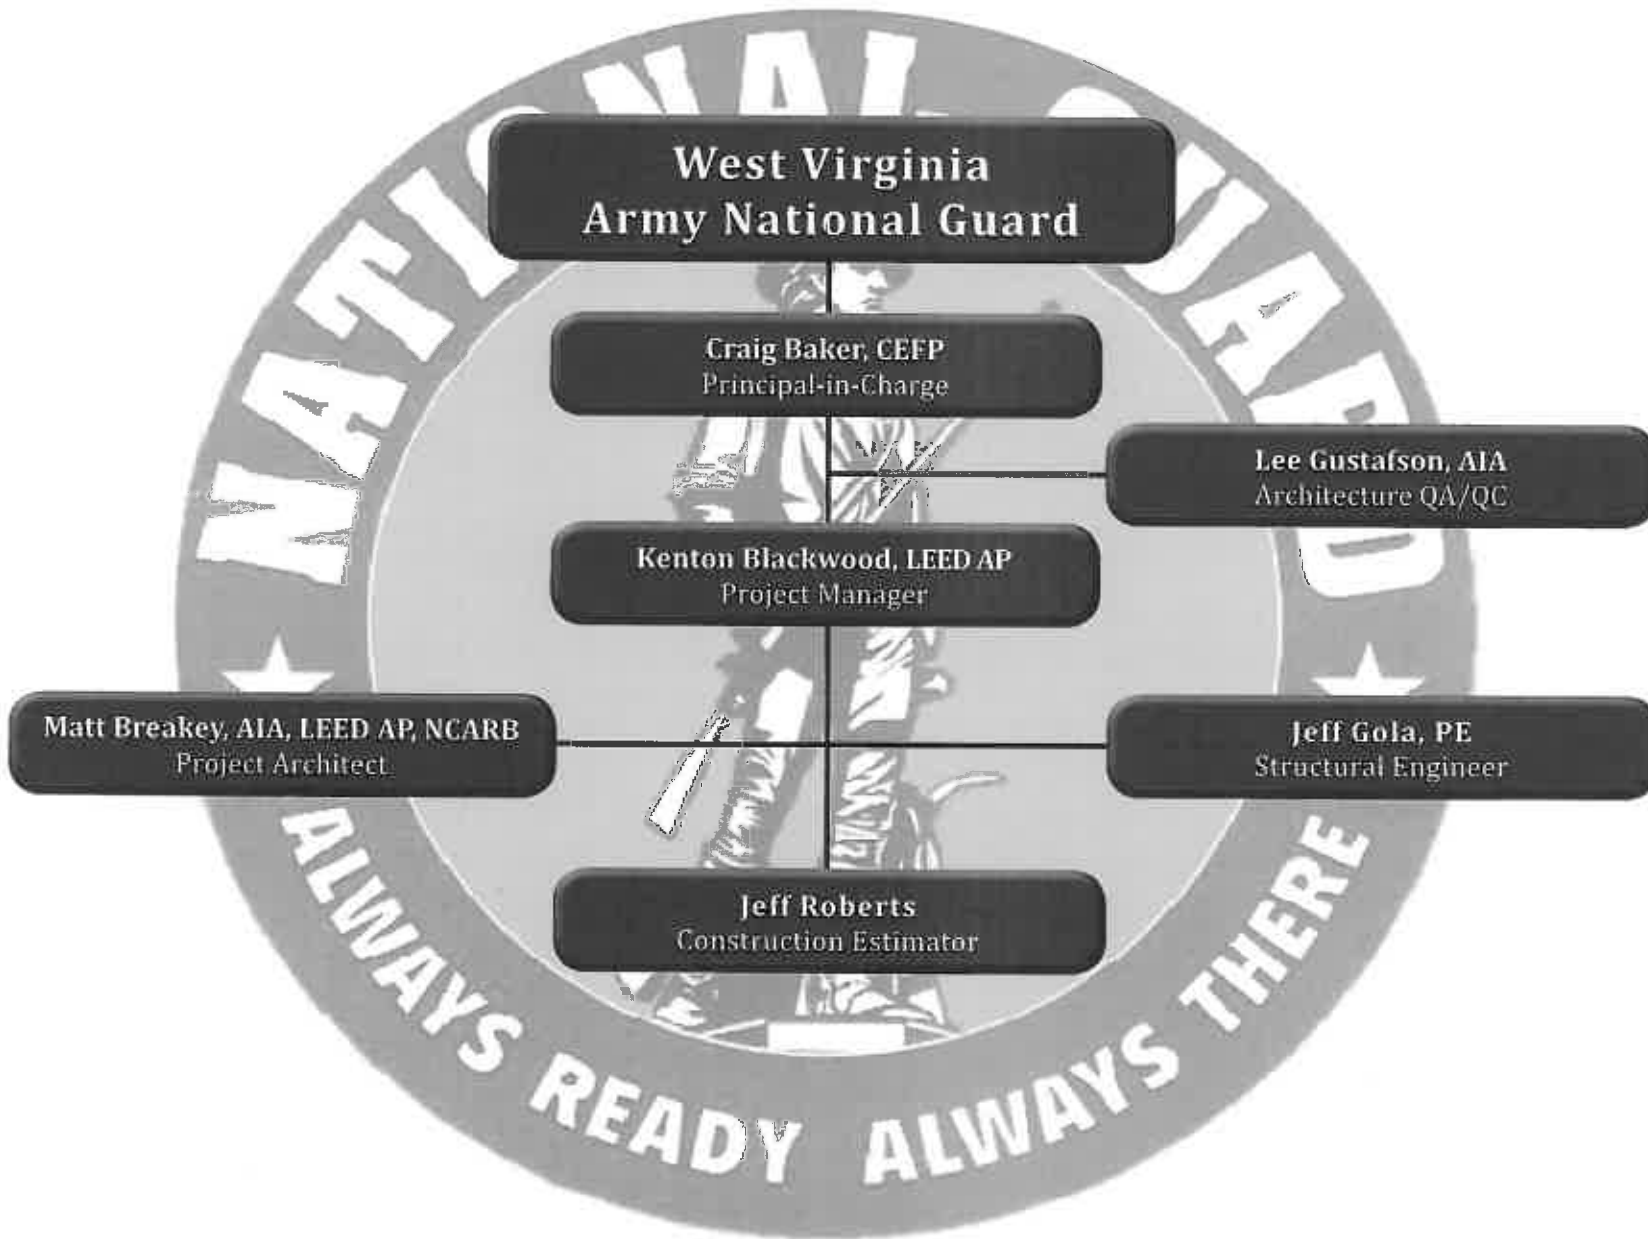 West Virginia
Army National Guard
Craig Baker, CEFP
Principal-in-Charge
Lee Gustafson, AIA
Architecture QA/QC
Kenton Blackwood, LEED AP
Project Manager
Matt Breakey, AIA, LEED AP, NCARB
Project Architect
Jeff Gola, PE
Structural Engineer
Jeff Roberts
Construction Estimator
NATIONAL GUARD
ALWAYS READY ALWAYS THERE